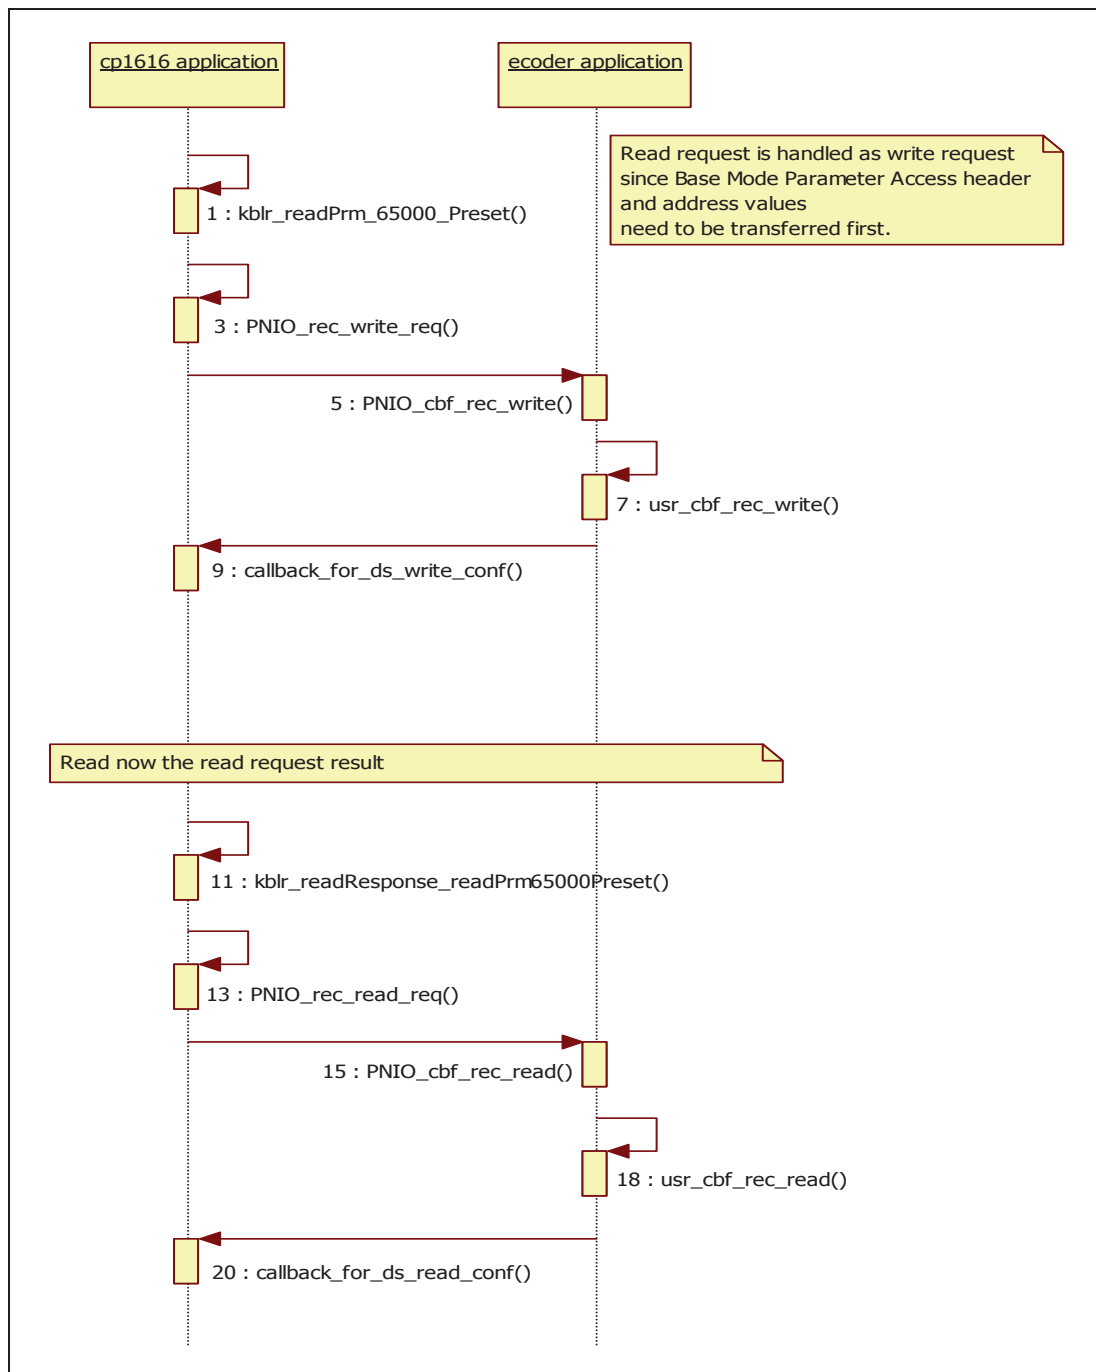 cp1616 application
ecoder application
Read request is handled as write request
since Base Mode Parameter Access header
and address values
need to be transferred first.
1 : kblr_readPrm_65000_Preset()
3 : PNIO_rec_write_req()
5 : PNIO_cbf_rec_write()
7 : usr_cbf_rec_write()
9 : callback_for_ds_write_conf()
Read now the read request result
11 : kblr_readResponse_readPrm65000Preset()
13 : PNIO_rec_read_req()
15 : PNIO_cbf_rec_read()
18 : usr_cbf_rec_read()
20 : callback_for_ds_read_conf()